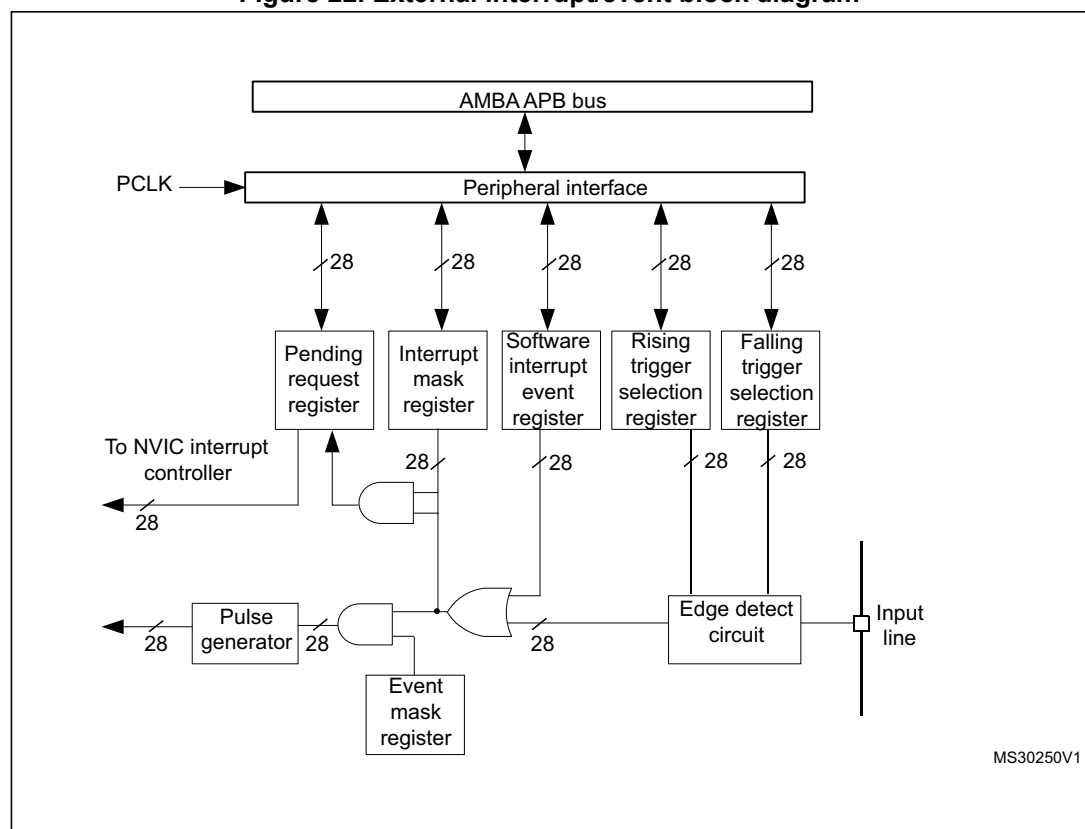 Figure 22. External interrupt/event block diagram
AMBA APB bus
PCLK
Peripheral interface
28
28
28
28
28
Pending
request
register
Interrupt
mask
register
Software
interrupt
event
register
Rising
trigger
selection
register
Falling
trigger
selection
register
To NVIC interrupt
controller
28
28
28
28
28
Pulse
generator
28
28
28
Edge detect
circuit
Input
line
Event
mask
register
MS30250V1